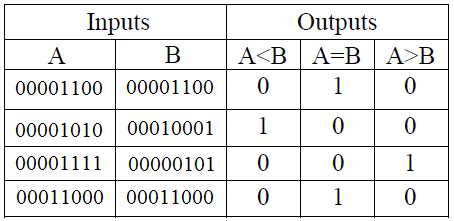 Inputs Outputs
A B A<B A=B A>B
00001100 00001100 0 1 0
00001010 00010001 1 0 0
00001111 00000101 0 0 1
00011000 00011000 0 1 0